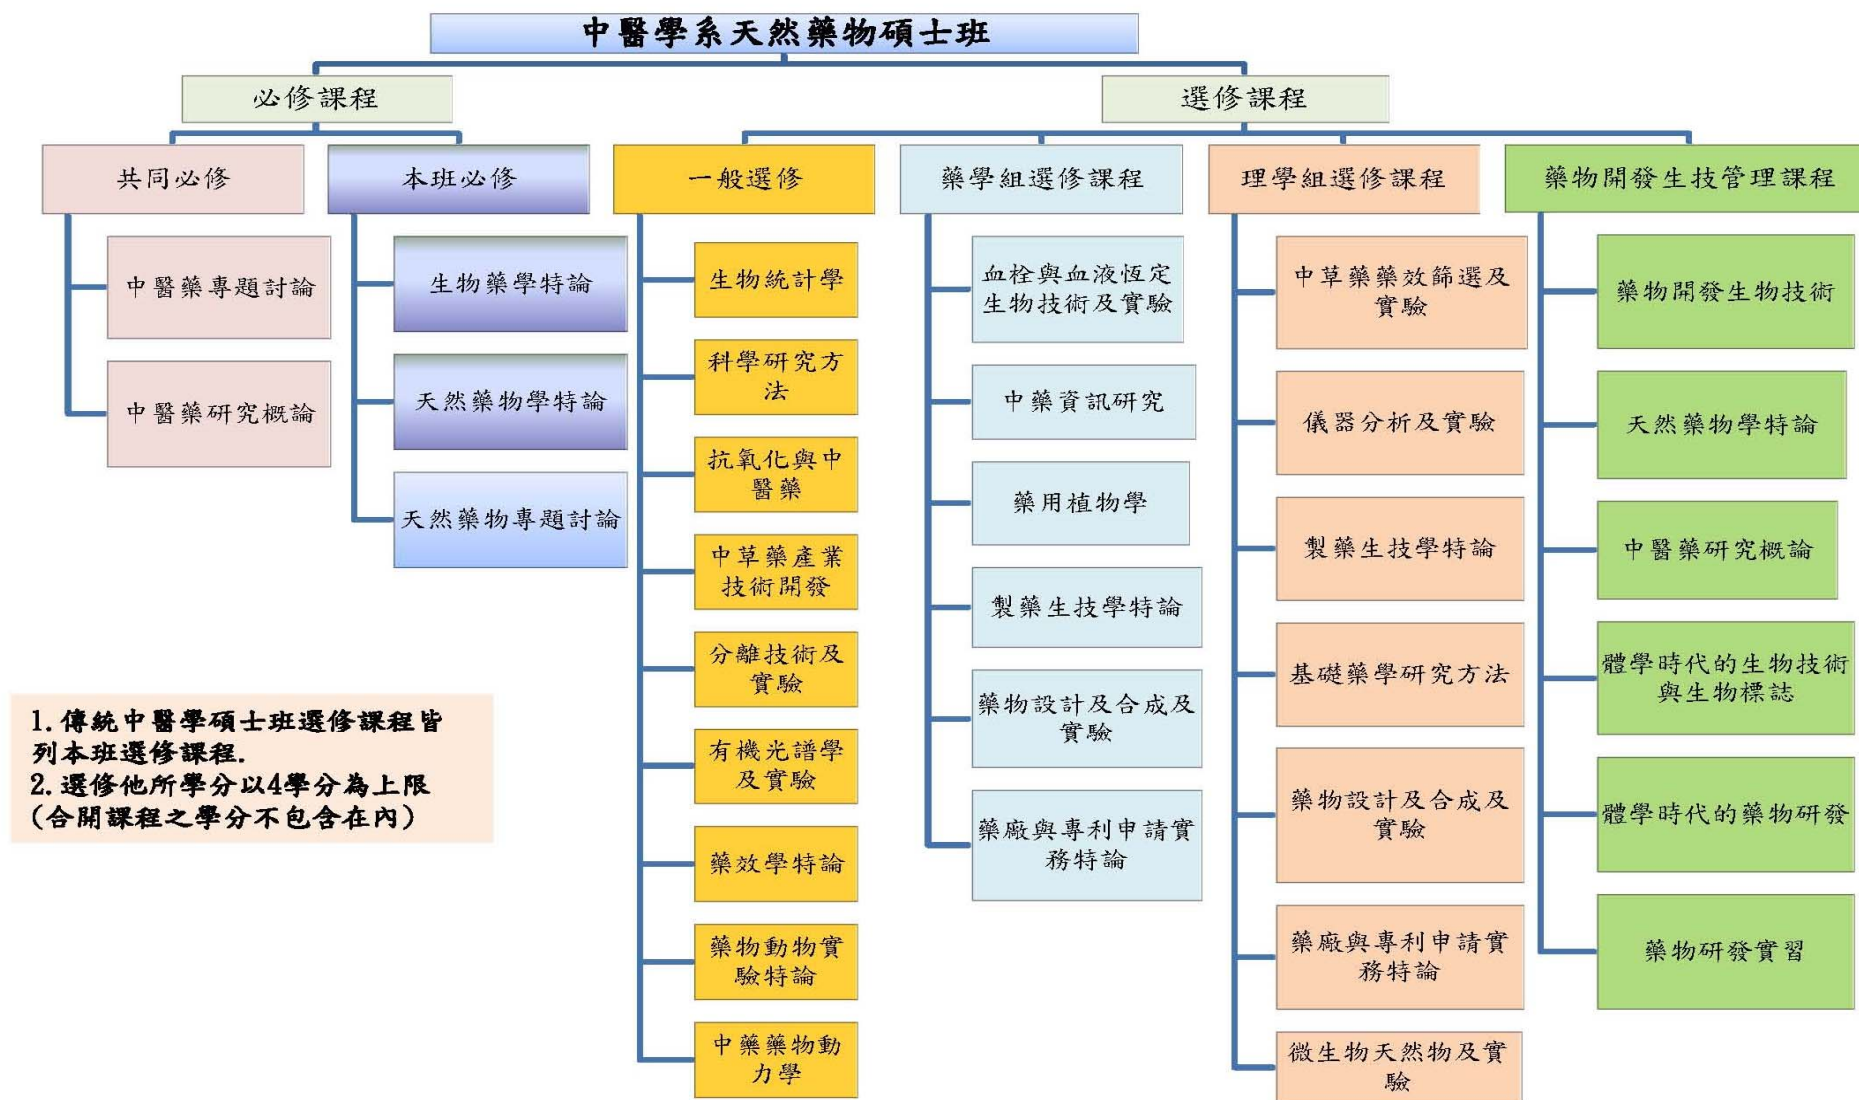 中醫學系天然藥物碩士班
必修課程
選修課程
共同必修
本班必修
一般選修
藥學組選修課程
理學組選修課程
藥物開發生技管理課程
中醫藥專題討論
中醫藥研究概論
生物藥學特論
天然藥物學特論
天然藥物專題討論
生物統計學
科學研究方
法
抗氧化與中
醫藥
中草藥產業
技術開發
分離技術及
實驗
有機光譜學
及實驗
藥效學特論
藥物動物實
驗特論
中藥藥物動
力學
血栓與血液恆定
生物技術及實驗
中藥資訊研究
藥用植物學
製藥生技學特論
藥物設計及合成及
實驗
藥廠與專利申請實
務特論
中草藥藥效篩選及
實驗
儀器分析及實驗
製藥生技學特論
基礎藥學研究方法
藥物設計及合成及
實驗
藥廠與專利申請實
務特論
微生物天然物及實
驗
藥物開發生物技術
天然藥物學特論
中醫藥研究概論
體學時代的生物技術
與生物標誌
體學時代的藥物研發
藥物研發實習
1.傳統中醫學碩士班選修課程皆
列本班選修課程.
2.選修他所學分以4學分為上限
(合開課程之學分不包含在內)